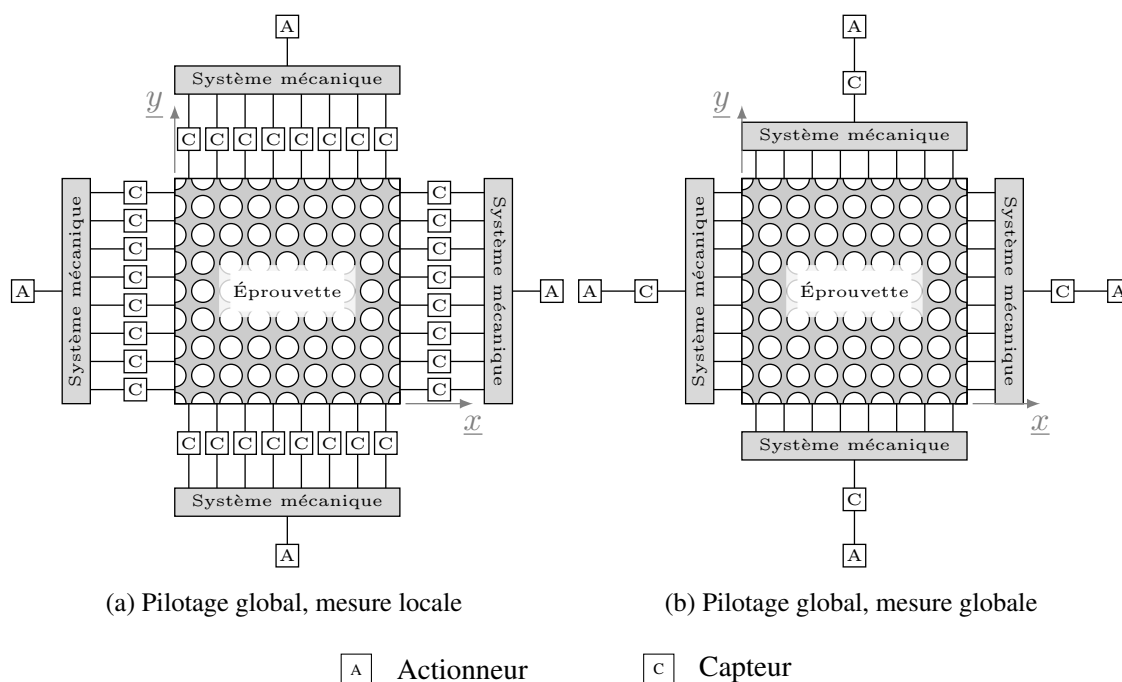 A
Système mécanique
y
C C C C C C C C
C
C
C
C
C
C
C
C
Système mécanique
A
Éprouvette
C
C
C
C
C
C
C
C
Système mécanique
A
x
C C C C C C C C
Système mécanique
A
(a) Pilotage global, mesure locale
A
C
y
Système mécanique
A
C
Système mécanique
Éprouvette
Système mécanique
C
A
x
Système mécanique
C
A
(b) Pilotage global, mesure globale
A Actionneur
C Capteur